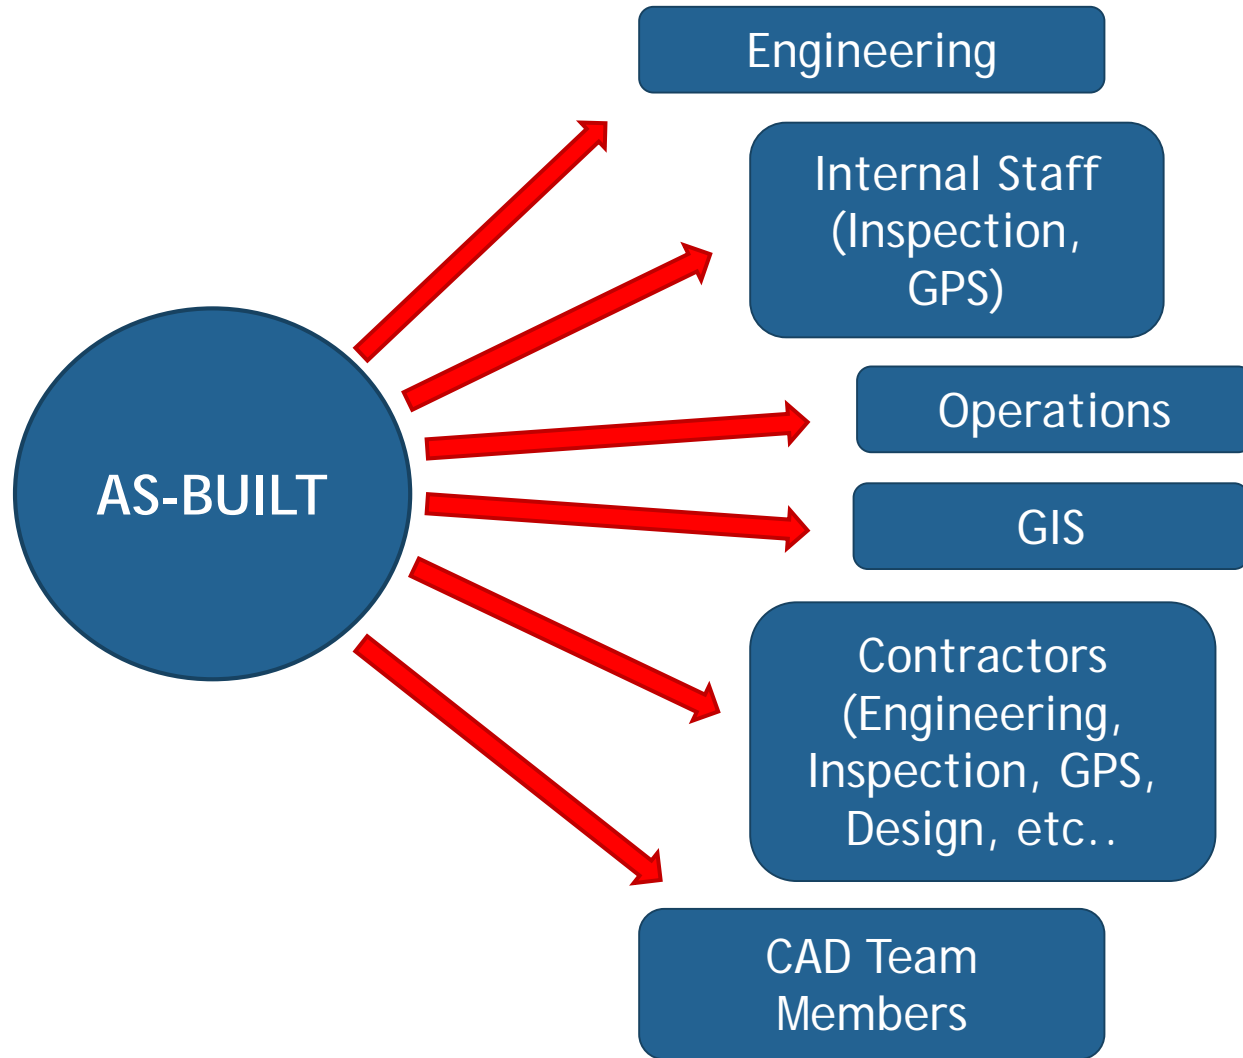 Engineering
Internal Staff
(Inspection,
GPS)
Operations
AS-BUILT
GIS
Contractors
(Engineering,
Inspection, GPS,
Design, etc..
CAD Team
Members